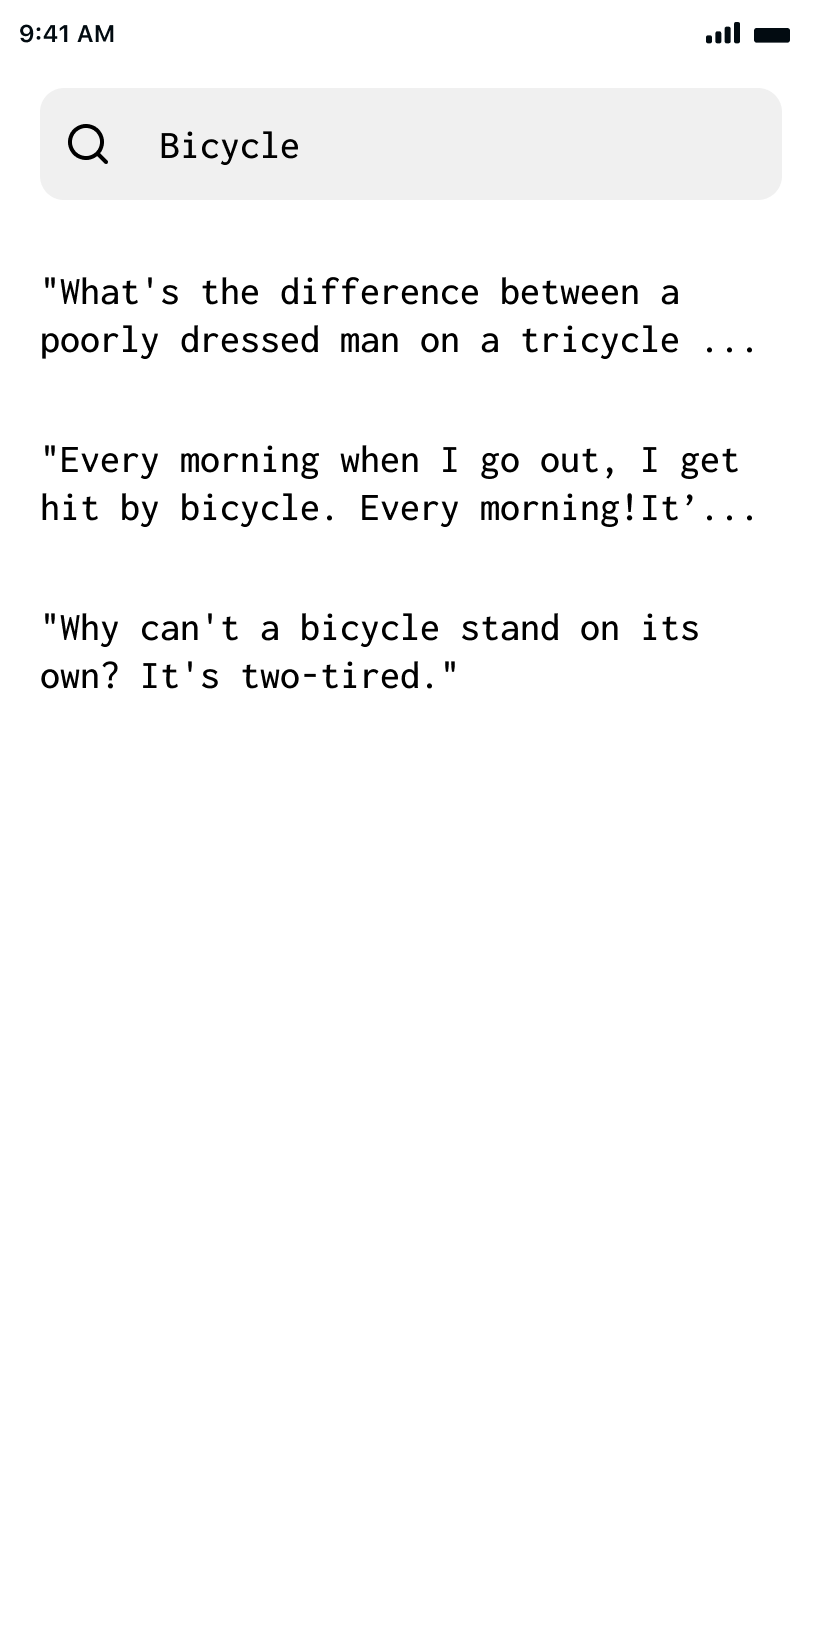 9:41 AM
Bicycle
"What's the difference between a
poorly dressed man on a tricycle ...
"Every morning when I go out, I get
hit by bicycle. Every morning!It’...
"Why can't a bicycle stand on its
own? It's two-tired."